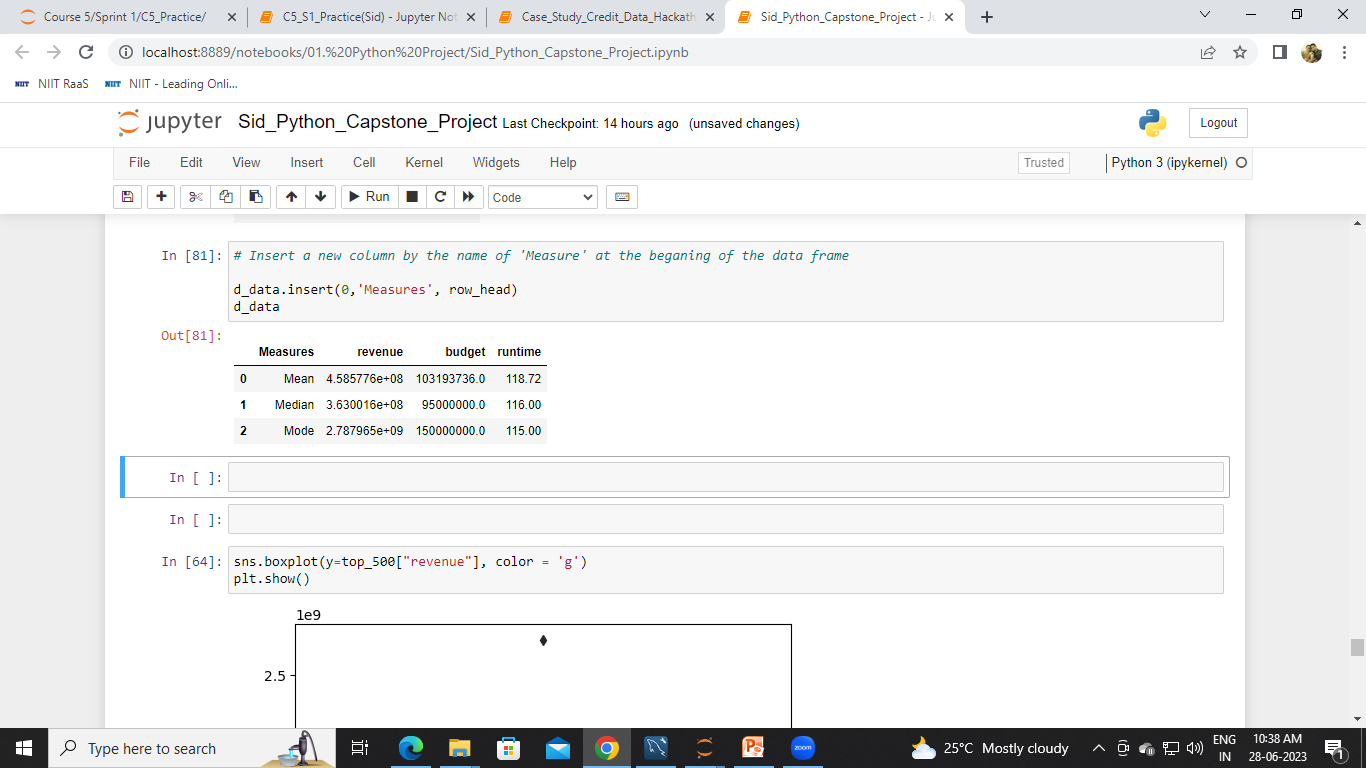 Course 5/Sprint 1/C5_Practice/
C5_S1_Practice(Sid) - Jupyter Not
Case_Study_Credit_Data_Hackath
Sid_Python_Capstone_Project - Ju
localhost:8889/notebooks/01.%20Python%20Project/Sid_Python_Capstone_Project.ipynb
NIIT NIIT RaaS NIIT NIIT - Leading Onli...
jupyter Sid_Python_Capstone_Project Last Checkpoint: 14 hours ago (unsaved changes)
Logout
File Edit View Insert Cell Kernel Widgets Help
Trusted Python 3 (ipykernel)
Run Code
In [81]: # Insert a new column by the name of 'Measure' at the beganing of the data frame
d_data.insert(0,'Measures', row_head)
d_data
Out[81]:
Measures revenue budget runtime
0 Mean 4.585776e+08 103193736.0 118.72
1 Median 3.630016e+08 95000000.0 116.00
2 Mode 2.787965e+09 150000000.0 115.00
In [ ]:
In [ ]:
In [64]: sns.boxplot(y=top_500["revenue"], color = 'g')
plt.show()
1e9
2.5
Type here to search
zoom
25°C Mostly cloudy
ENG
IN
10:38 AM
28-06-2023
1